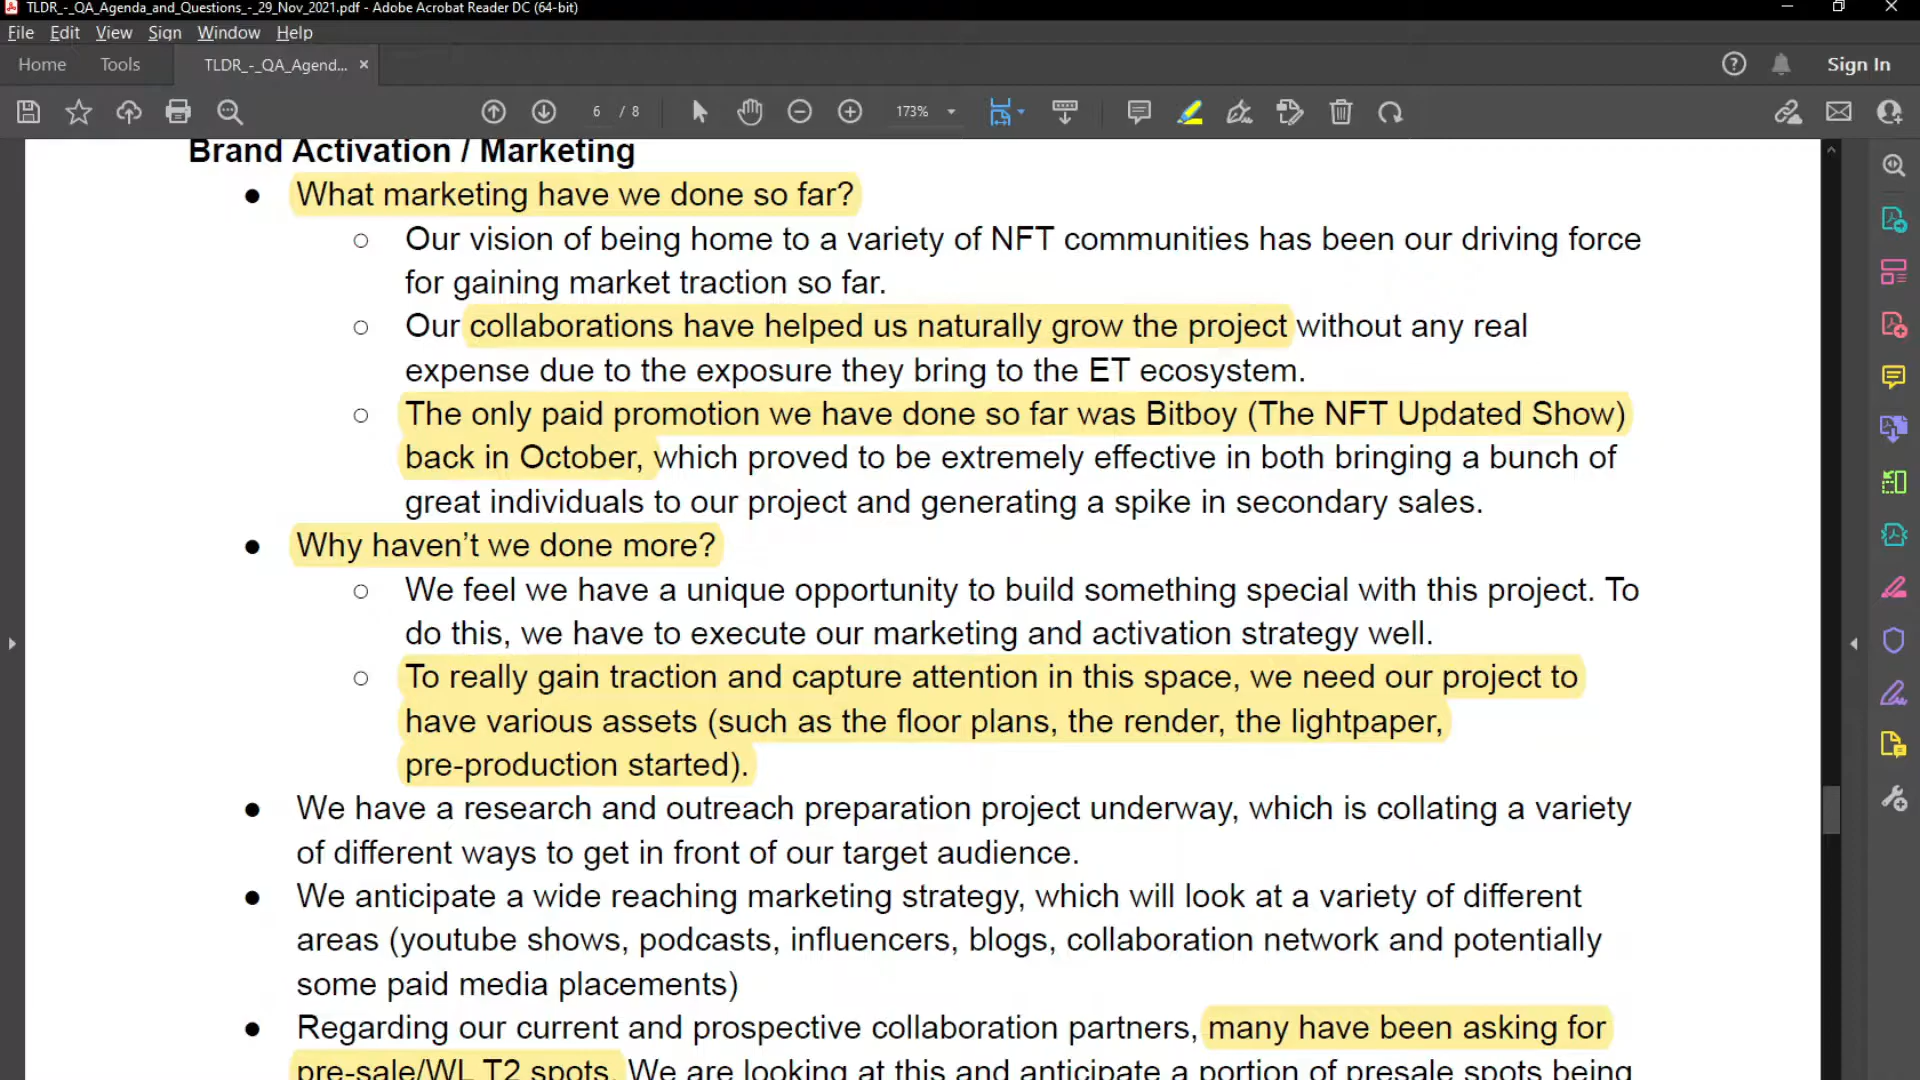 TLDR_-_QA_Agenda_and_Questions_-_29_Nov_2021.pdf - Adobe Acrobat Reader DC (64-bit)
File Edit View Sign Window Help
Home Tools TLDR_-_QA_Agend... × Sign In
6 / 8 173%
Brand Activation / Marketing
● What marketing have we done so far?
○ Our vision of being home to a variety of NFT communities has been our driving force
for gaining market traction so far.
○ Our collaborations have helped us naturally grow the project without any real
expense due to the exposure they bring to the ET ecosystem.
○ The only paid promotion we have done so far was Bitboy (The NFT Updated Show)
back in October, which proved to be extremely effective in both bringing a bunch of
great individuals to our project and generating a spike in secondary sales.
● Why haven’t we done more?
○ We feel we have a unique opportunity to build something special with this project. To
do this, we have to execute our marketing and activation strategy well.
○ To really gain traction and capture attention in this space, we need our project to
have various assets (such as the floor plans, the render, the lightpaper,
pre-production started).
● We have a research and outreach preparation project underway, which is collating a variety
of different ways to get in front of our target audience.
● We anticipate a wide reaching marketing strategy, which will look at a variety of different
areas (youtube shows, podcasts, influencers, blogs, collaboration network and potentially
some paid media placements)
● Regarding our current and prospective collaboration partners, many have been asking for
pre-sale/WL T2 spots. We are looking at this and anticipate a portion of presale spots being